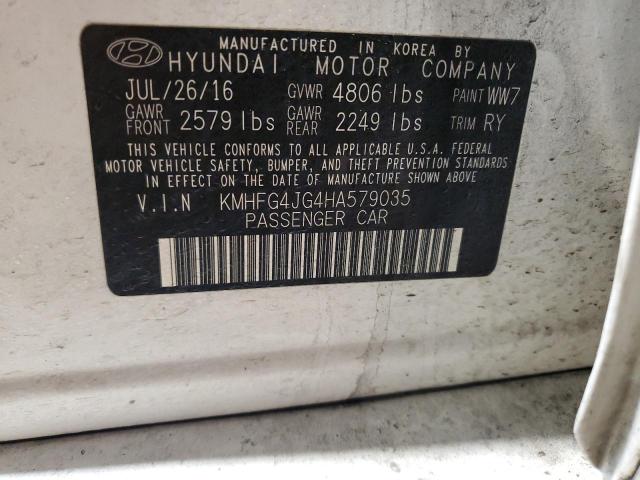 MANUFACTURED IN KOREA BY
HYUNDAI MOTOR COMPANY
JUL/26/16 GVWR 4806 lbs PAINT WW7
GAWR FRONT 2579 lbs GAWR REAR 2249 lbs TRIM RY
THIS VEHICLE CONFORMS TO ALL APPLICABLE U.S.A. FEDERAL
MOTOR VEHICLE SAFETY, BUMPER, AND THEFT PREVENTION STANDARDS
IN EFFECT ON THE DATE OF MANUFACTURE SHOWN ABOVE
V.I.N KMHFG4JG4HA579035
PASSENGER CAR